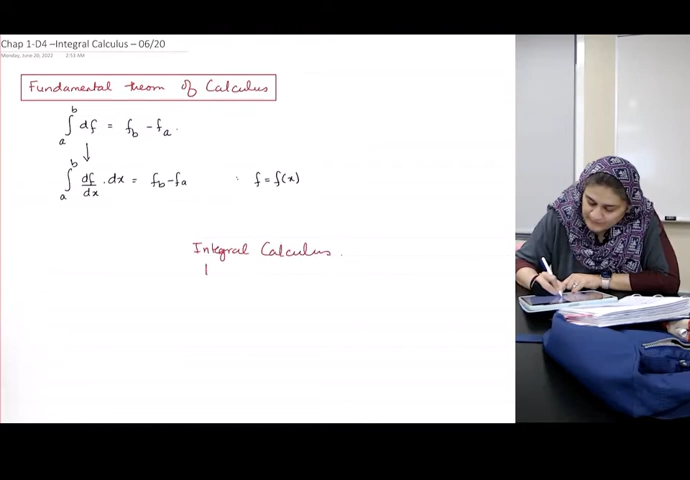 Chap 1-D4 –Integral Calculus – 06/20
Monday, June 20, 2022 2:53 AM
Fundamental theorm of Calculus
∫_a^b df = f_b − f_a .
↓
∫_a^b df/dx . dx = f_b − f_a ∵ f = f(x)
Integral Calculus .